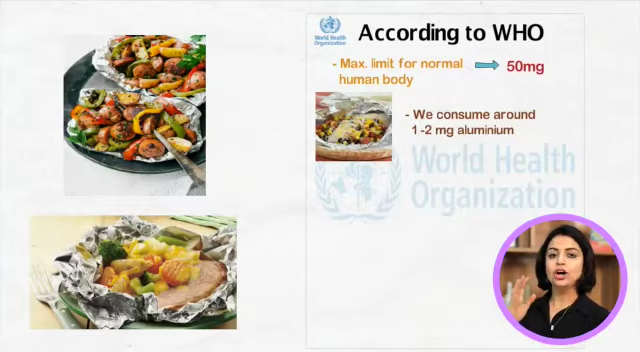 World Health
Organization
According to WHO
- Max. limit for normal 50mg
human body
- We consume around
1-2 mg aluminium
World Health
Organization